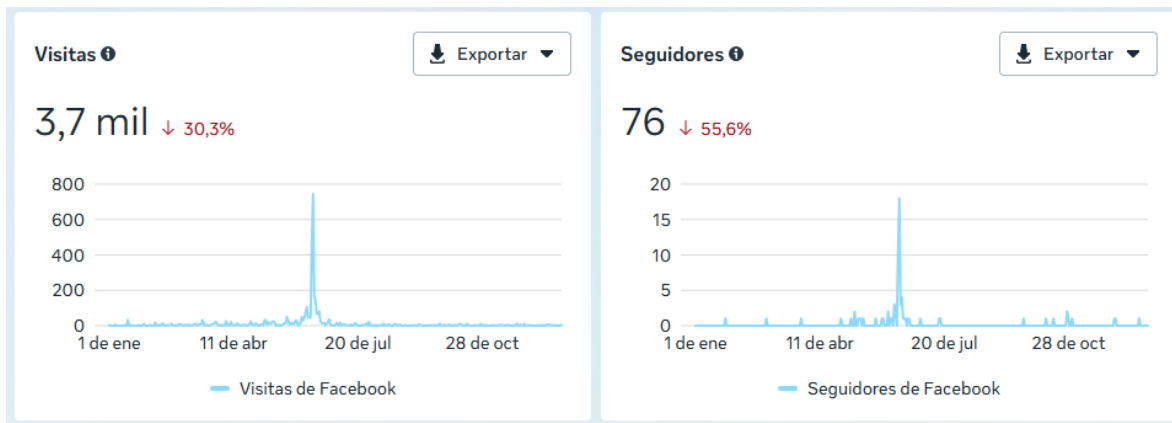 Visitas
Exportar
3,7 mil ↓ 30,3%
800
600
400
200
0
1 de ene 11 de abr 20 de jul 28 de oct
Visitas de Facebook
Seguidores
Exportar
76 ↓ 55,6%
20
15
10
5
0
1 de ene 11 de abr 20 de jul 28 de oct
Seguidores de Facebook